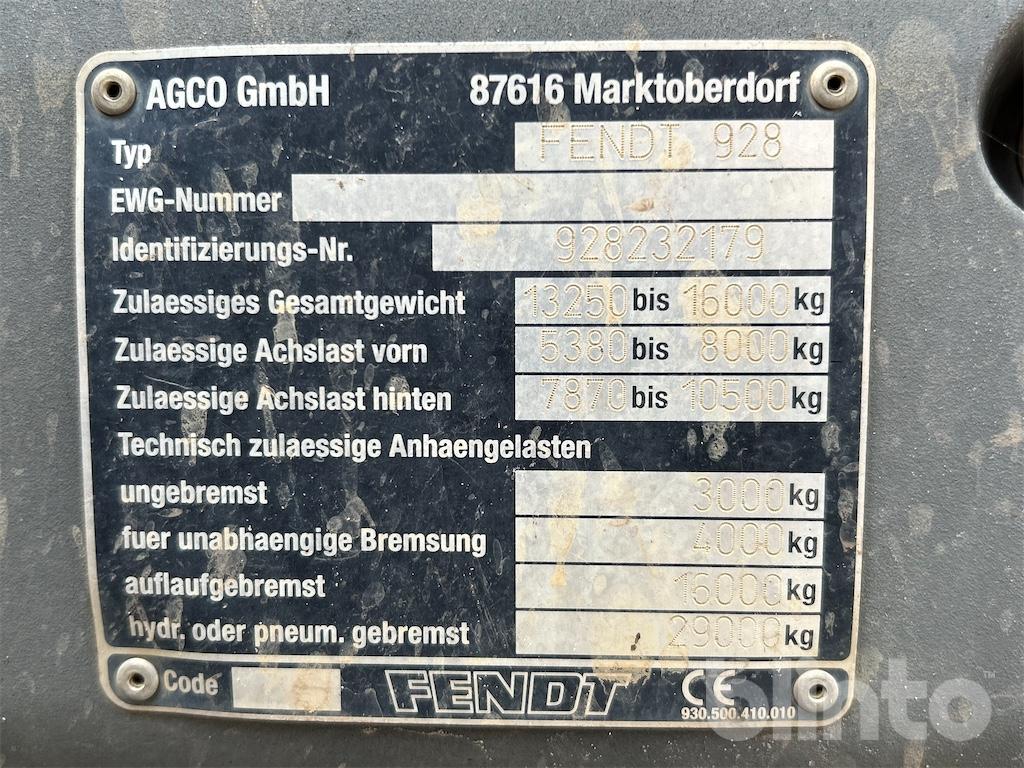 AGCO GmbH 87616 Marktoberdorf
Typ FENDT 928
EWG-Nummer
Identifizierungs-Nr. 928232179
Zulaessiges Gesamtgewicht 13250 bis 16000 kg
Zulaessige Achslast vorn 5380 bis 8000 kg
Zulaessige Achslast hinten 7870 bis 10500 kg
Technisch zulaessige Anhaengelasten
ungebremst 3000 kg
fuer unabhaengige Bremsung 4000 kg
auflaufgebremst 16000 kg
hydr. oder pneum. gebremst 29000 kg
Code FENDT CE
930.500.410.010
blinto